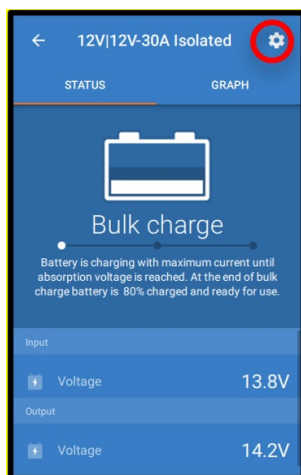 12V|12V-30A Isolated
STATUS GRAPH
Bulk charge
Battery is charging with maximum current until
absorption voltage is reached. At the end of bulk
charge battery is 80% charged and ready for use.
Input
Voltage 13.8V
Output
Voltage 14.2V